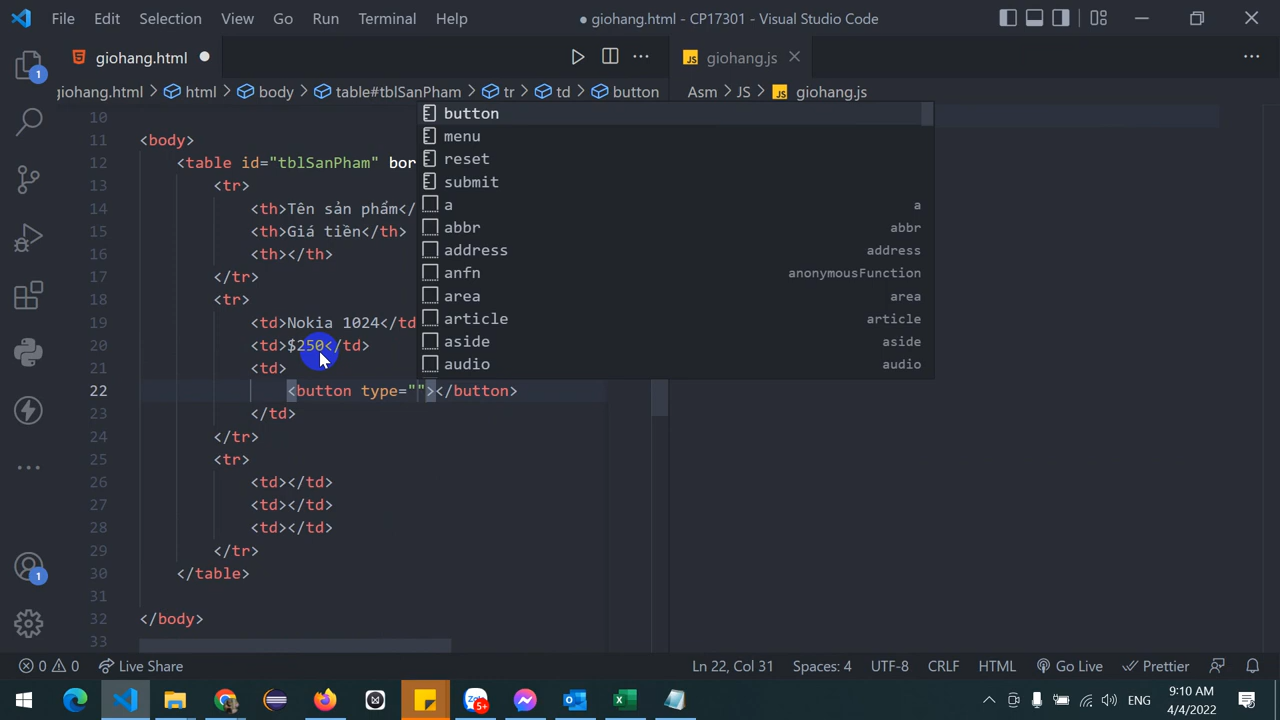 File Edit Selection View Go Run Terminal Help
● giohang.html - CP17301 - Visual Studio Code
giohang.html ●
JS giohang.js
giohang.html > html > body > table#tblSanPham > tr > td > button
Asm > JS > JS giohang.js
10
11 <body>
12 <table id="tblSanPham" bor
13 <tr>
14 <th>Tên sản phẩm</
15 <th>Giá tiền</th>
16 <th></th>
17 </tr>
18 <tr>
19 <td>Nokia 1024</td
20 <td>$250</td>
21 <td>
22 <button type=""></button>
23 </td>
24 </tr>
25 <tr>
26 <td></td>
27 <td></td>
28 <td></td>
29 </tr>
30 </table>
31
32 </body>
33
button
menu
reset
submit
a a
abbr abbr
address address
anfn anonymousFunction
area area
article article
aside aside
audio audio
1
1
0 0 Live Share
Ln 22, Col 31 Spaces: 4 UTF-8 CRLF HTML Go Live Prettier
5+
ENG
9:10 AM
4/4/2022